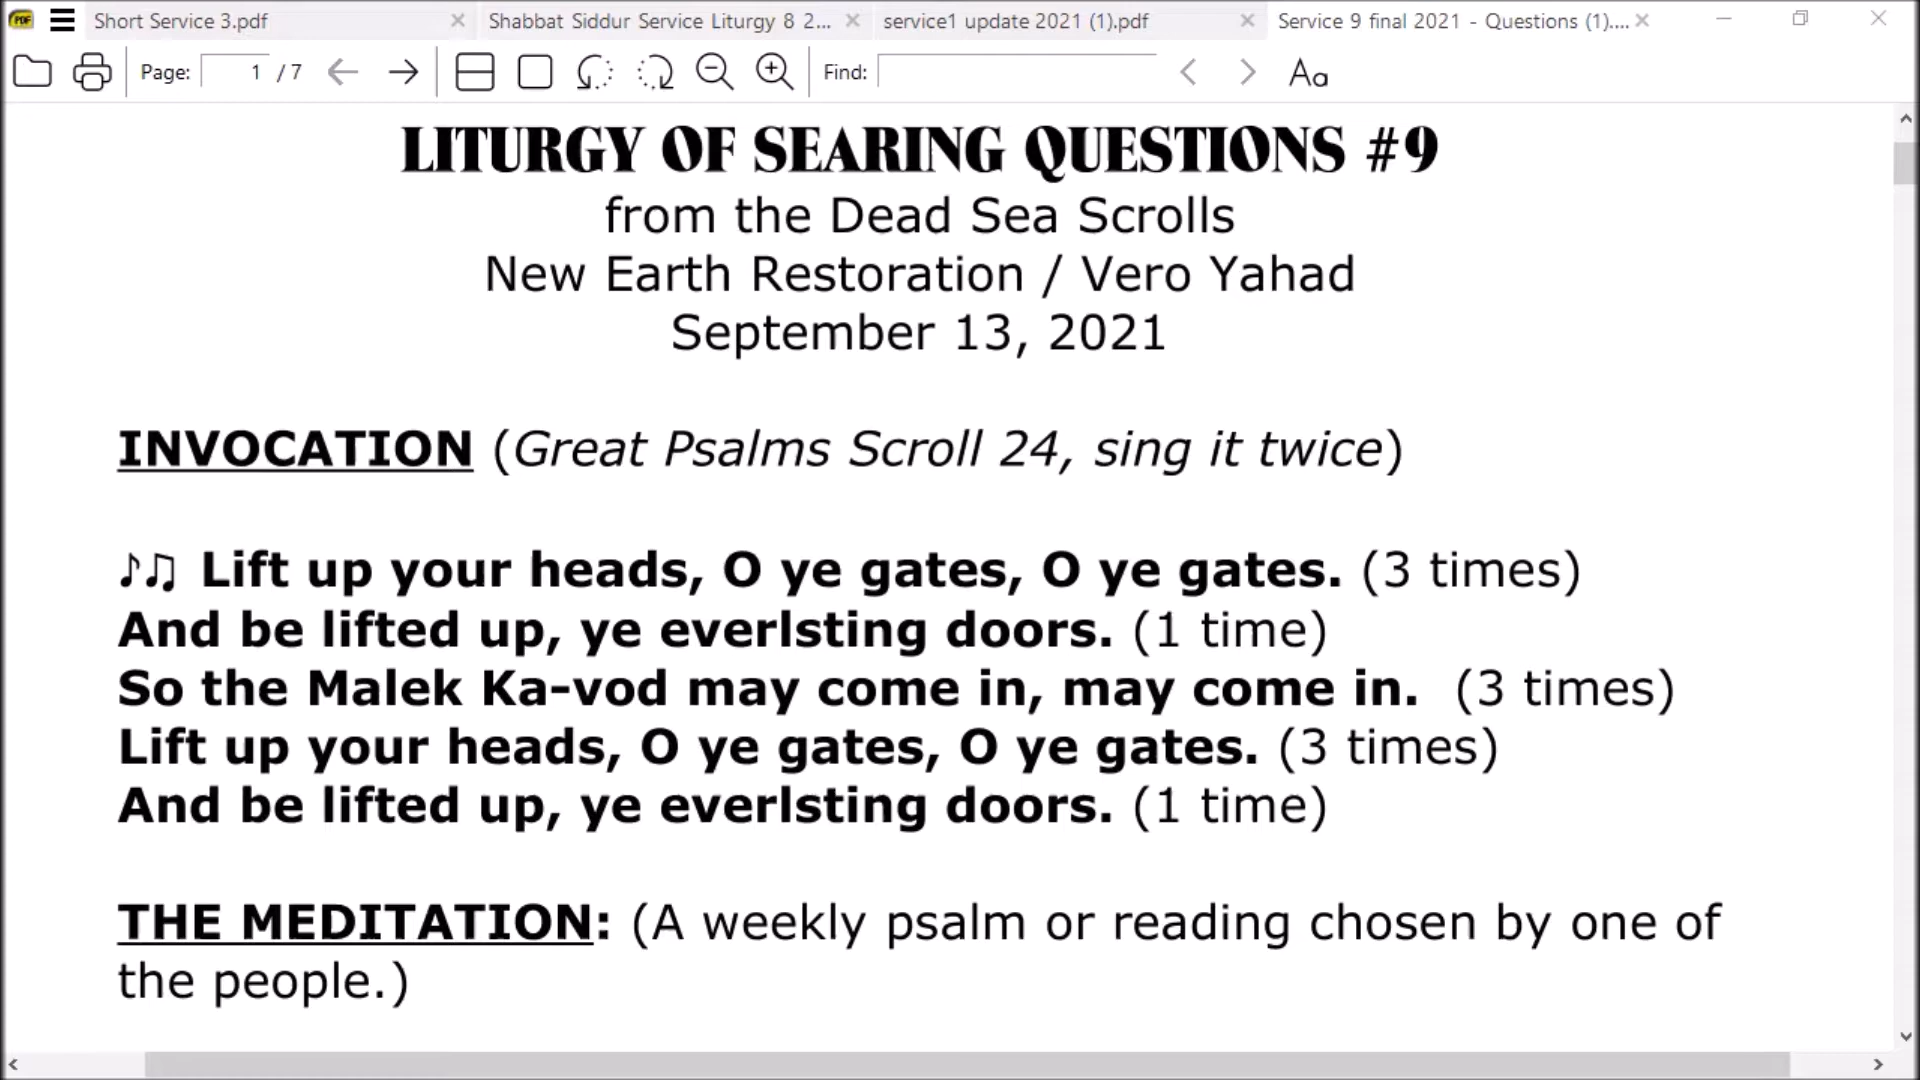 Short Service 3.pdf
Shabbat Siddur Service Liturgy 8 2...
service1 update 2021 (1).pdf
Service 9 final 2021 - Questions (1)....
Page: 1 / 7
Find:
Aa
LITURGY OF SEARING QUESTIONS #9
from the Dead Sea Scrolls
New Earth Restoration / Vero Yahad
September 13, 2021
INVOCATION (Great Psalms Scroll 24, sing it twice)
♪♫ Lift up your heads, O ye gates, O ye gates. (3 times)
And be lifted up, ye everlsting doors. (1 time)
So the Malek Ka-vod may come in, may come in. (3 times)
Lift up your heads, O ye gates, O ye gates. (3 times)
And be lifted up, ye everlsting doors. (1 time)
THE MEDITATION: (A weekly psalm or reading chosen by one of
the people.)